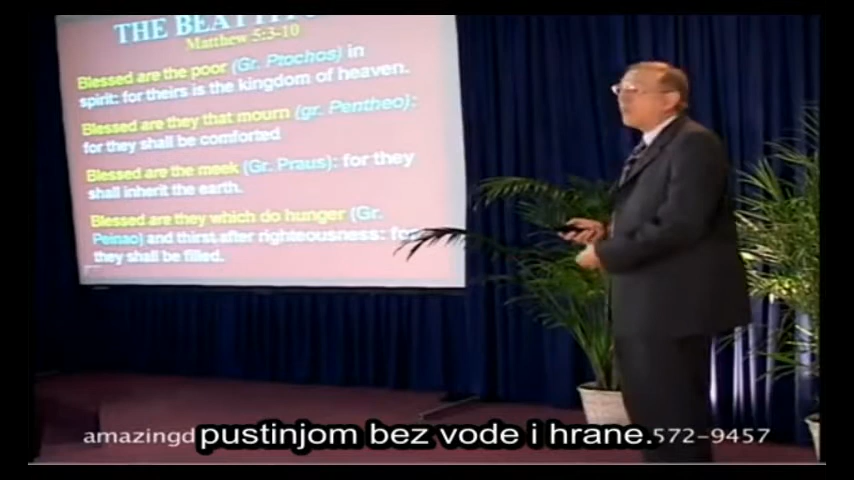 THE BEATITU
Matthew 5:3-10
Blessed are the poor (Gr. Ptochos) in
spirit: for theirs is the kingdom of heaven.
Blessed are they that mourn (gr. Pentheo):
for they shall be comforted
Blessed are the meek (Gr. Praus): for they
shall inherit the earth.
Blessed are they which do hunger (Gr.
Peinao) and thirst after righteousness: for
they shall be filled.
amazingd
pustinjom bez vode i hrane.
572-9457